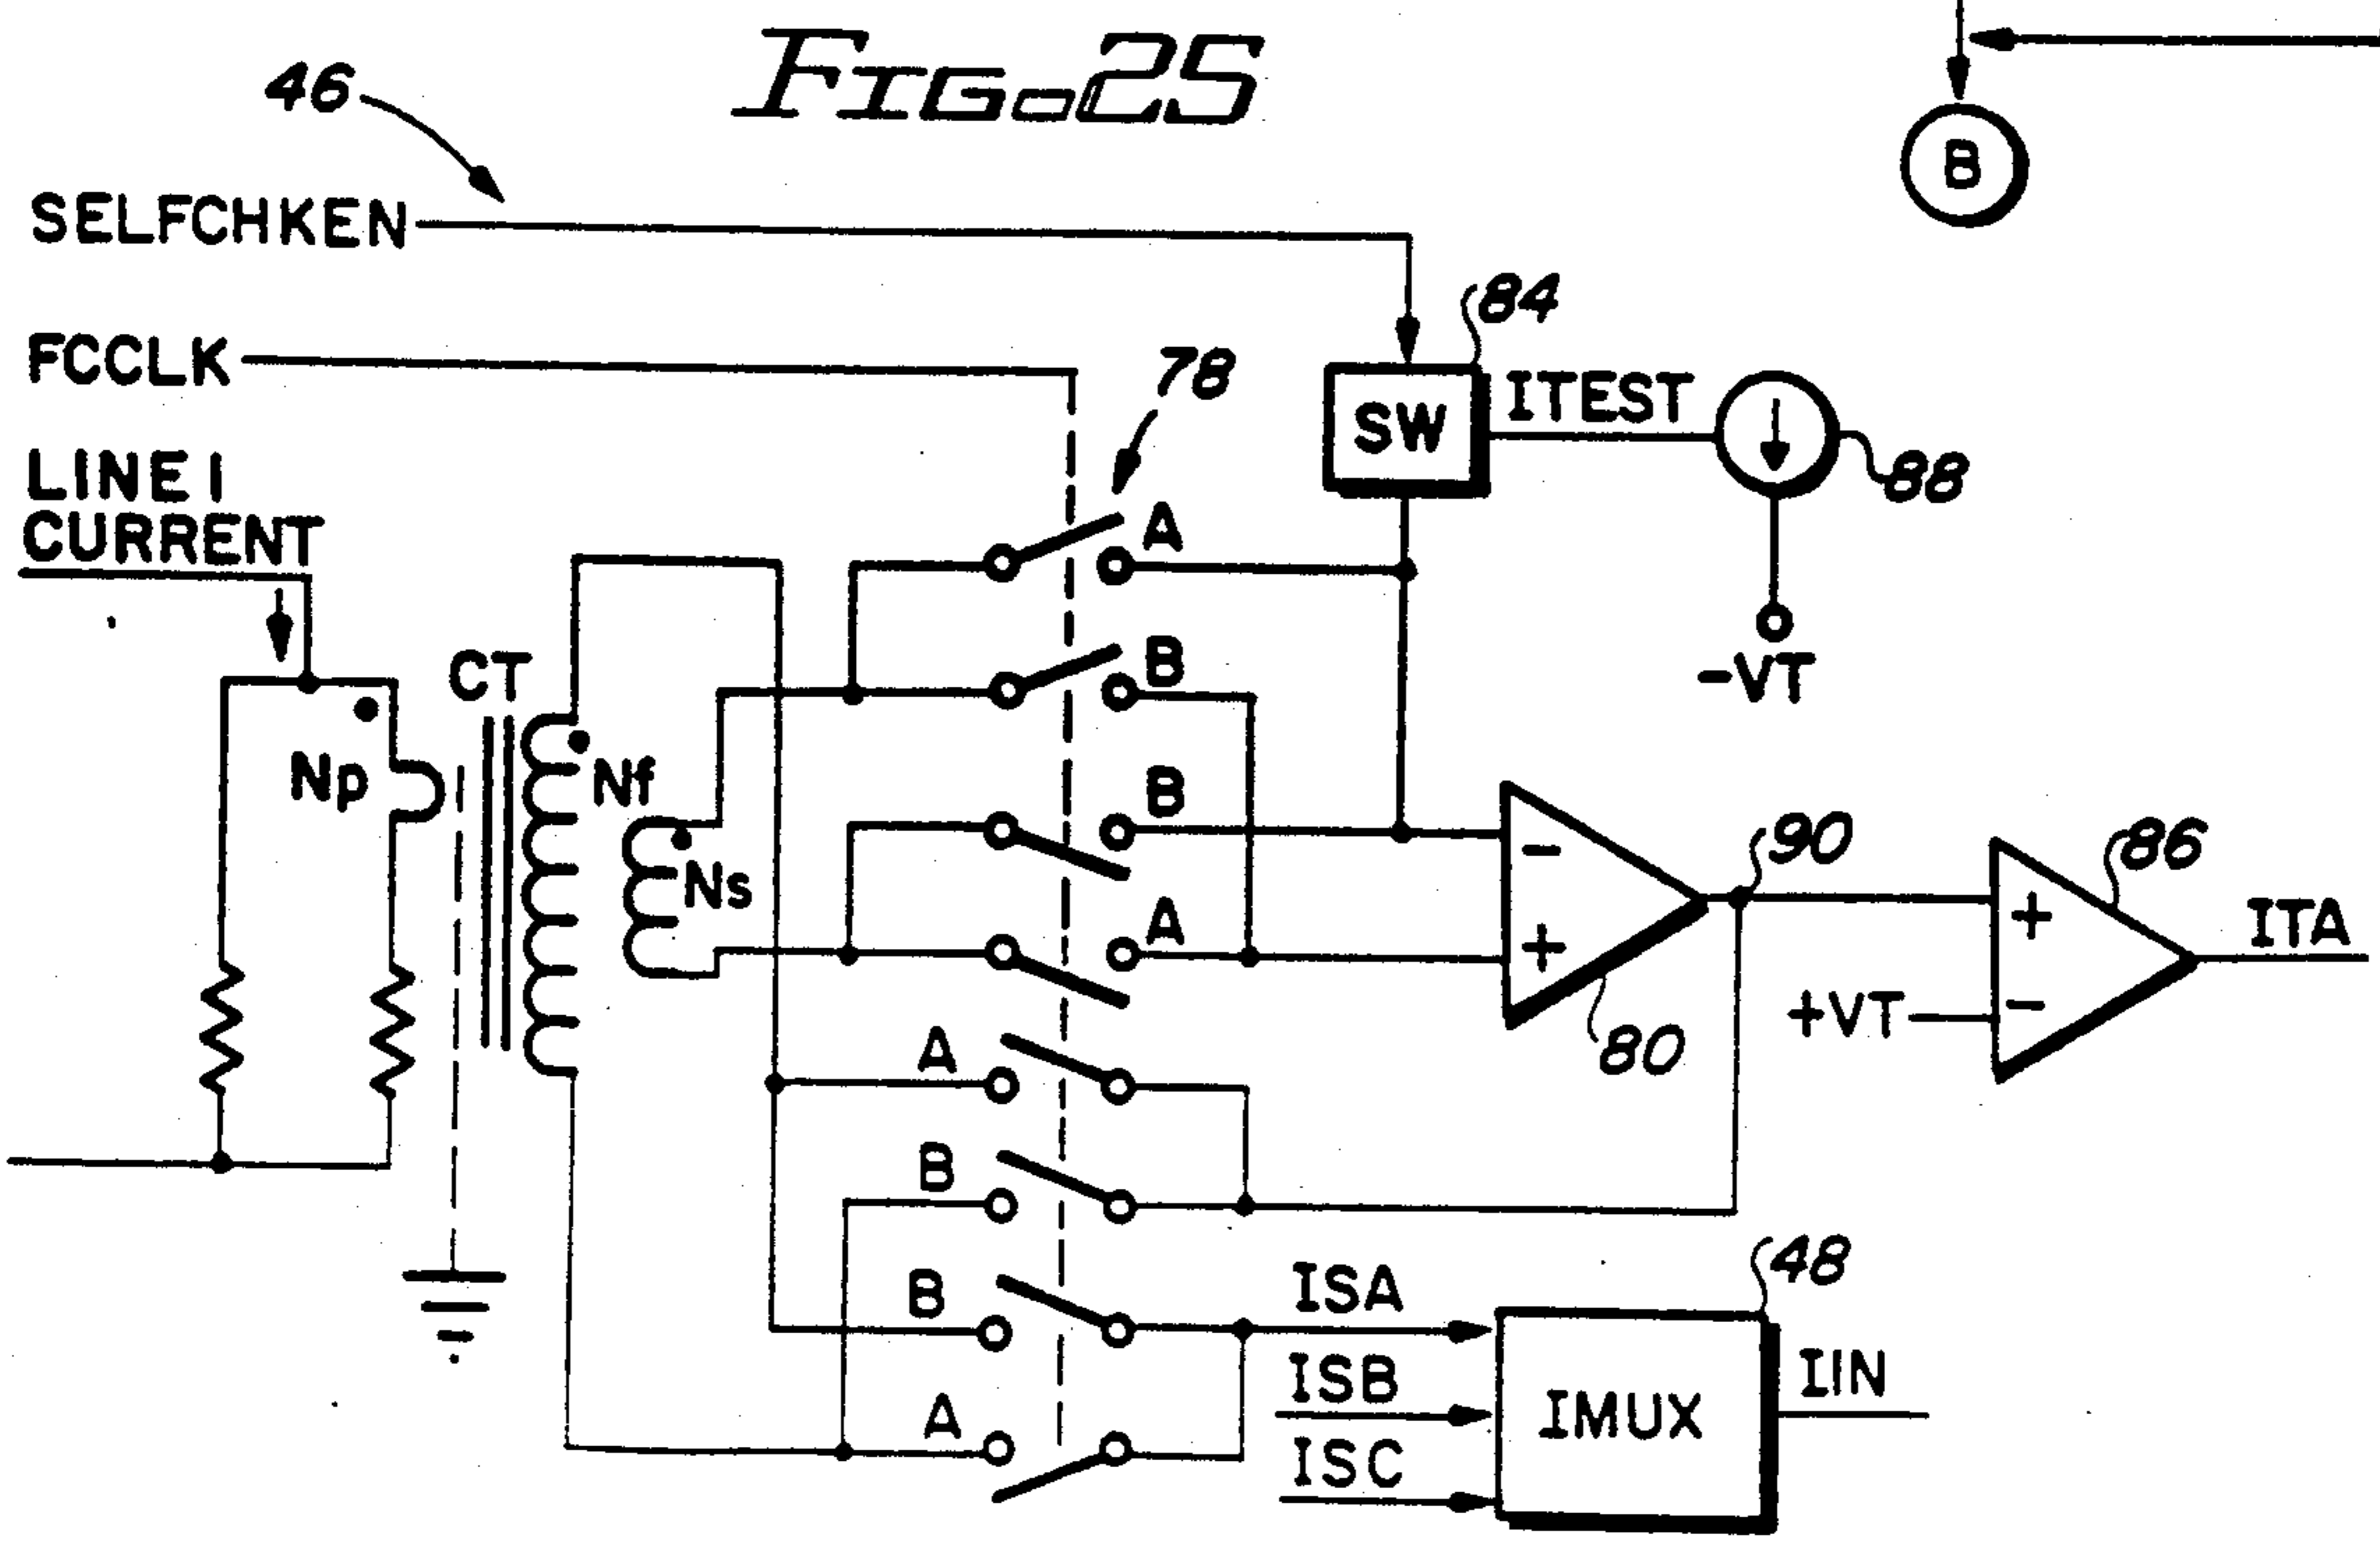 FIG. 25
46
B
SELFCHKEN
84
FCCLK
78
SW
ITEST
88
LINE 1
CURRENT
A
-VT
CT
B
Np
Nf
B
Ns
A
-
+
90
86
+
-
ITA
+VT
80
A
B
B
A
48
ISA
ISB
ISC
IMUX
IIN